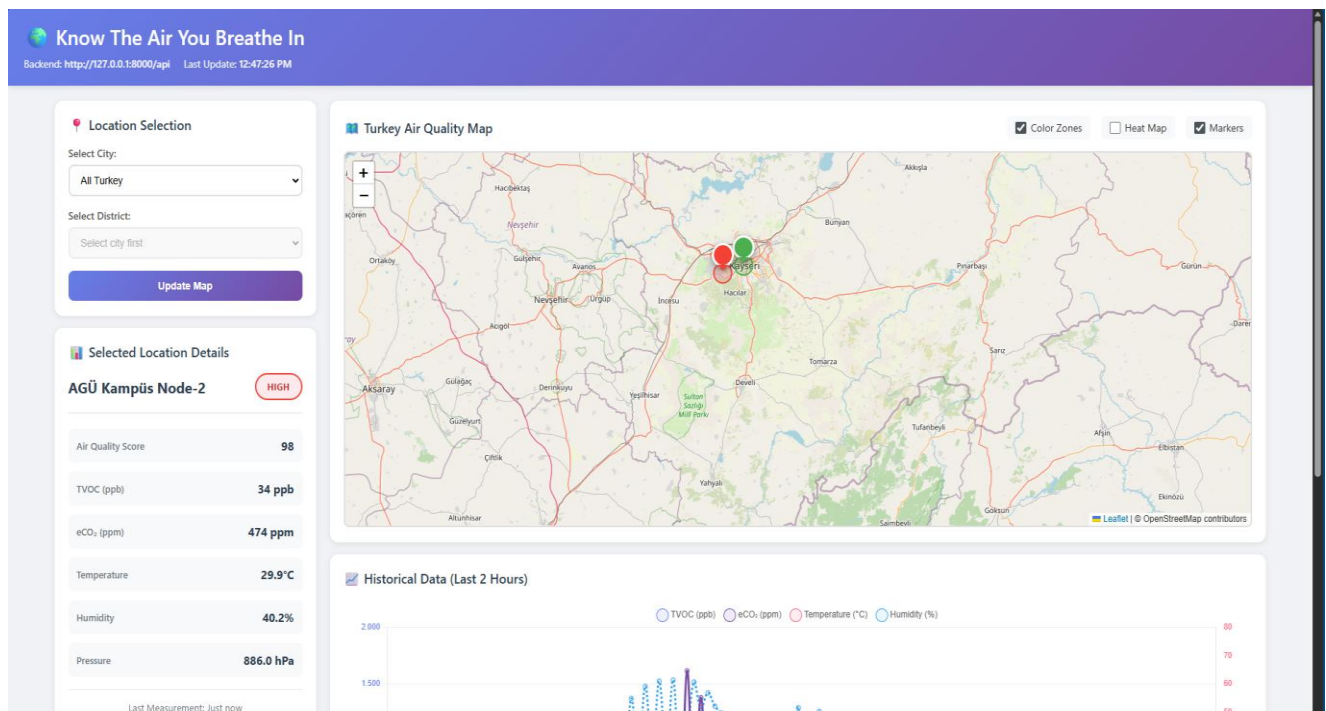 Know The Air You Breathe In
Backend: http://127.0.0.1:8000/api Last Update: 12:47:26 PM
Location Selection
Select City:
All Turkey
Select District:
Select city first
Update Map
Selected Location Details
AGÜ Kampüs Node-2
HIGH
Air Quality Score 98
TVOC (ppb) 34 ppb
eCO₂ (ppm) 474 ppm
Temperature 29.9°C
Humidity 40.2%
Pressure 886.0 hPa
Last Measurement: Just now
Turkey Air Quality Map
Color Zones Heat Map Markers
+
−
Akkışla
Hacıbektaş
Nevşehir
Bünyan
Ortaköy
Gülşehir
Avanos
Kayseri
Pınarbaşı
Gürün
Nevşehir
Ürgüp
İncesu
Hacılar
Acıgöl
Tomarza
Sarız
Aksaray
Gülağaç
Derinkuyu
Yeşilhisar
Sultan
Sazlığı
Mill Parkı
Develi
Güzelyurt
Tufanbeyli
Afşin
Elbistan
Çiftlik
Yahyalı
Ekinözü
Altunhisar
Saimbeyli
Göksun
Leaflet | © OpenStreetMap contributors
Historical Data (Last 2 Hours)
TVOC (ppb) eCO₂ (ppm) Temperature (°C) Humidity (%)
2.000 80
70
1.500 60